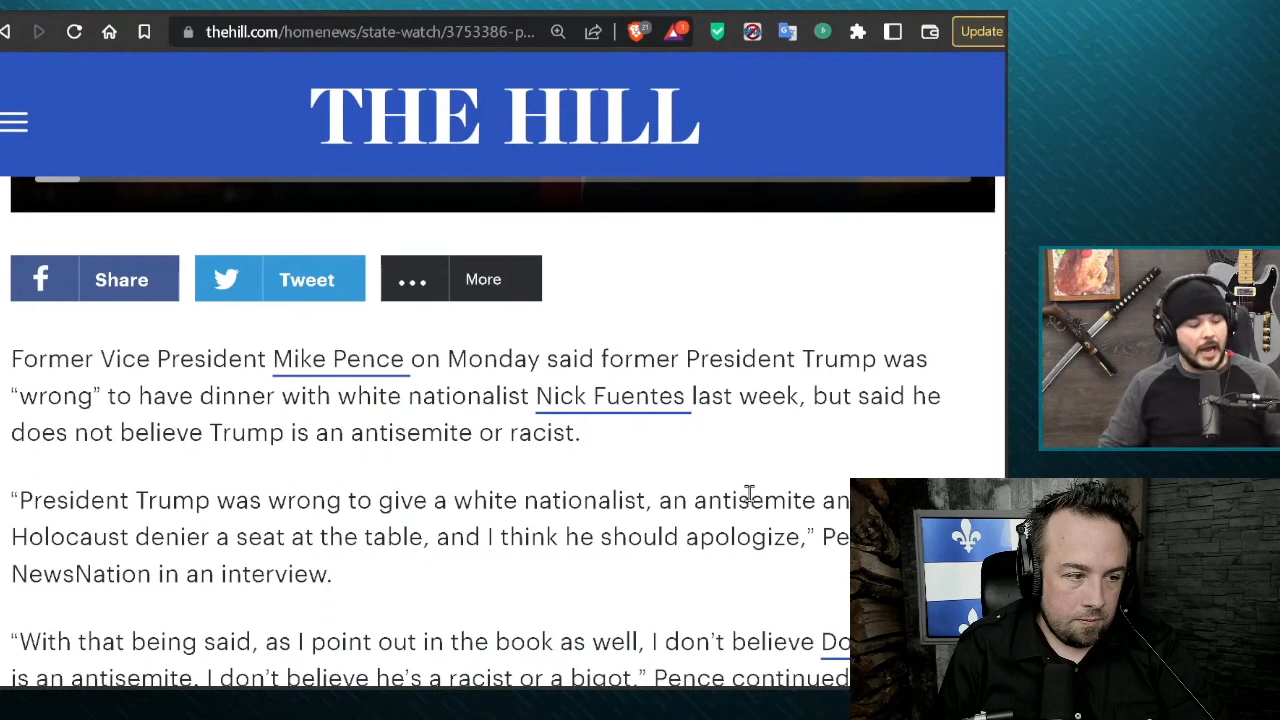 thehill.com/homenews/state-watch/3753386-p...
21
1
Update
THE HILL
f Share
Tweet
... More
Former Vice President Mike Pence on Monday said former President Trump was
“wrong” to have dinner with white nationalist Nick Fuentes last week, but said he
does not believe Trump is an antisemite or racist.
“President Trump was wrong to give a white nationalist, an antisemite an
Holocaust denier a seat at the table, and I think he should apologize,” Pe
NewsNation in an interview.
“With that being said, as I point out in the book as well, I don’t believe Do
is an antisemite. I don’t believe he’s a racist or a bigot,” Pence continued